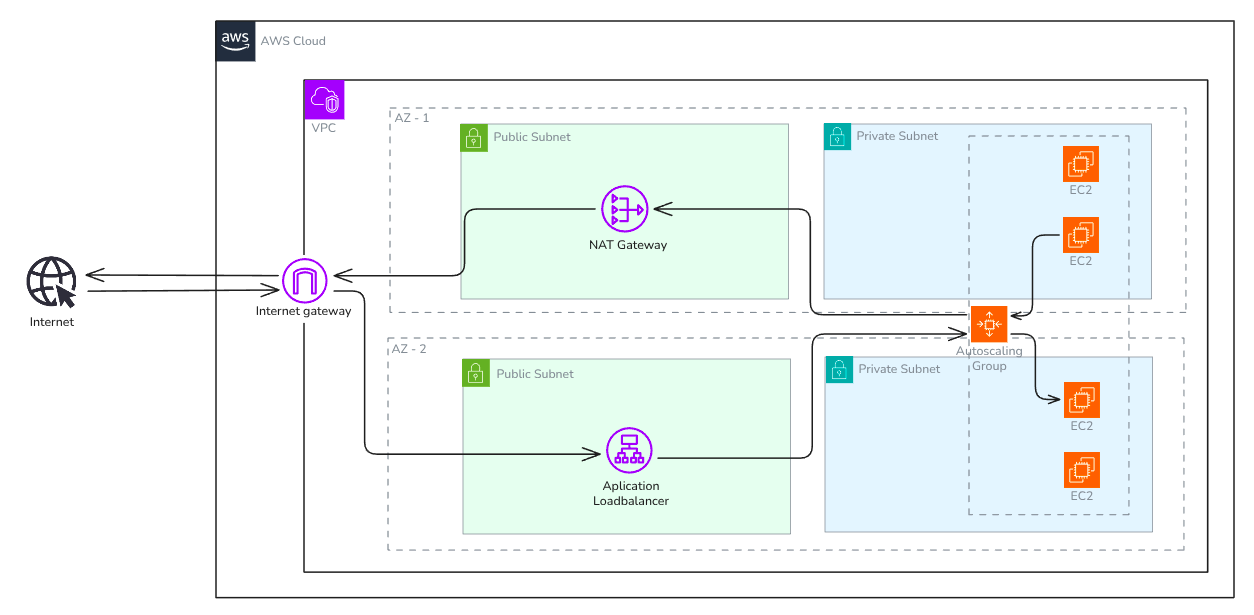 aws
AWS Cloud
VPC
AZ - 1
Public Subnet
Private Subnet
EC2
NAT Gateway
EC2
Internet
Internet gateway
AZ - 2
Autoscaling
Group
Public Subnet
Private Subnet
EC2
Aplication
Loadbalancer
EC2